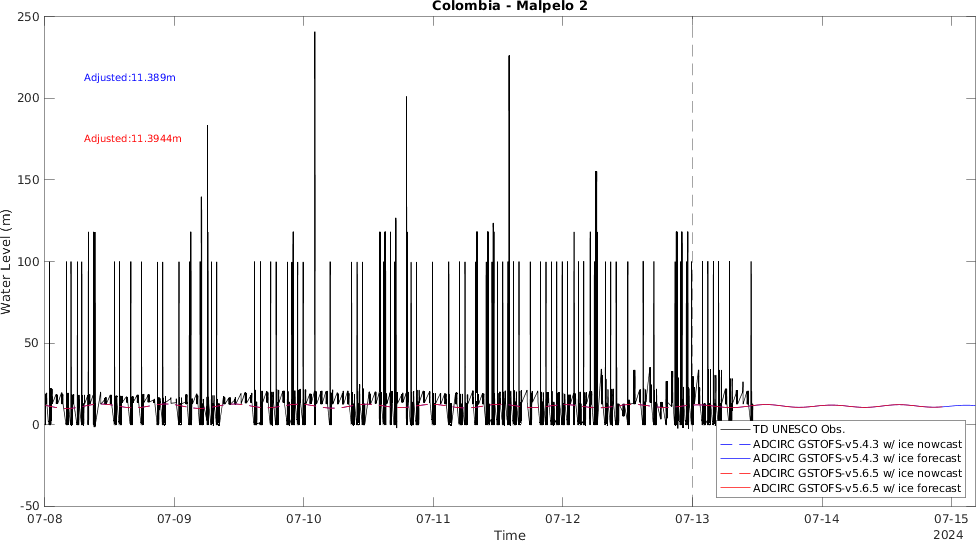 Colombia - Malpelo 2
250
200
150
100
50
0
-50
Water Level (m)
Adjusted:11.389m
Adjusted:11.3944m
TD UNESCO Obs.
ADCIRC GSTOFS-v5.4.3 w/ ice nowcast
ADCIRC GSTOFS-v5.4.3 w/ ice forecast
ADCIRC GSTOFS-v5.6.5 w/ ice nowcast
ADCIRC GSTOFS-v5.6.5 w/ ice forecast
07-08 07-09 07-10 07-11 07-12 07-13 07-14 07-15
Time
2024